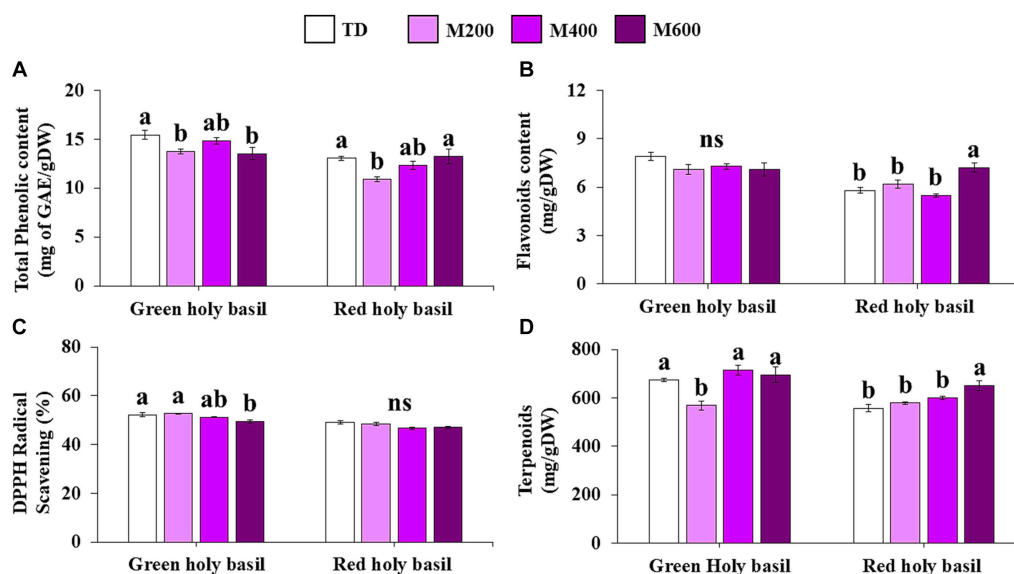 TD M200 M400 M600
A
Total Phenolic content
(mg of GAE/gDW)
20
15
10
5
0
a b ab b a b ab a
Green holy basil Red holy basil
B
Flavonoids content
(mg/gDW)
12
9
6
3
0
ns b b b a
Green holy basil Red holy basil
C
DPPH Radical
Scavening (%)
80
60
40
20
0
a a ab b ns
Green holy basil Red holy basil
D
Terpenoids
(mg/gDW)
800
600
400
200
0
a b a a b b b a
Green Holy basil Red holy basil